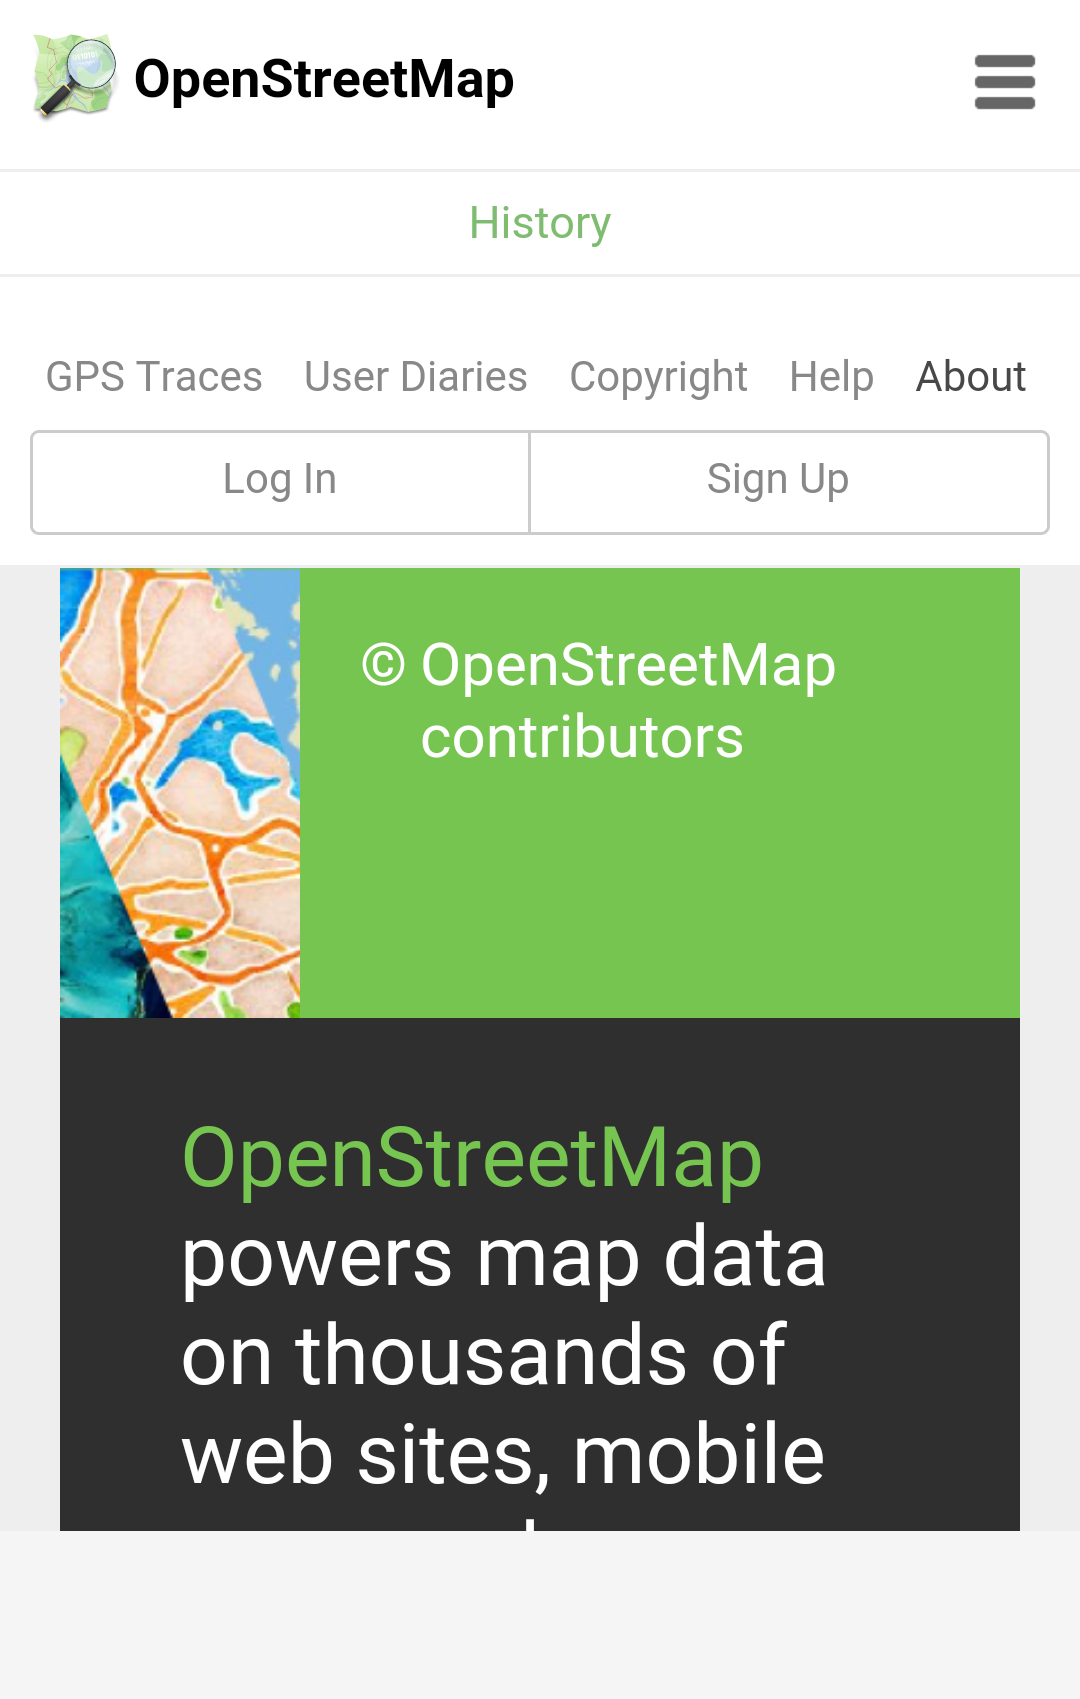 OpenStreetMap
History
GPS Traces User Diaries Copyright Help About
Log In Sign Up
© OpenStreetMap
contributors
OpenStreetMap
powers map data
on thousands of
web sites, mobile